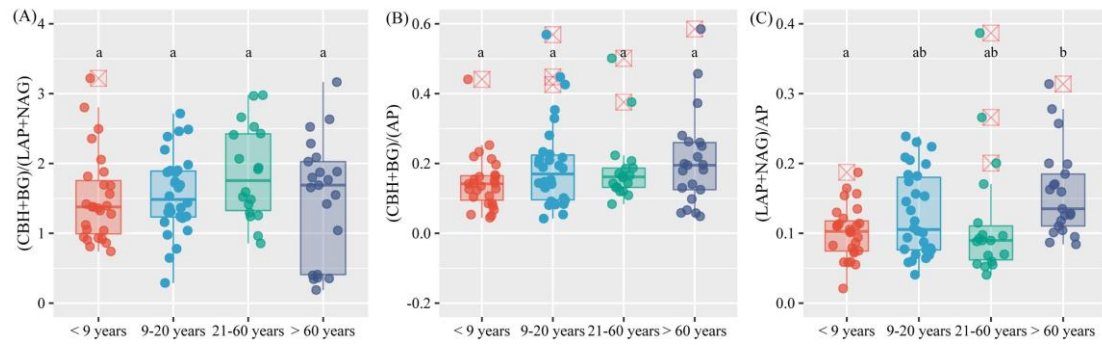 (A)
(CBH+BG)/(LAP+NAG)
4
3
2
1
0
a a a a
< 9 years 9-20 years 21-60 years > 60 years
(B)
(CBH+BG)/(AP)
0.6
0.4
0.2
0.0
-0.2
a a a a
< 9 years 9-20 years 21-60 years > 60 years
(C)
(LAP+NAG)/AP
0.4
0.3
0.2
0.1
0.0
a ab ab b
< 9 years 9-20 years 21-60 years > 60 years